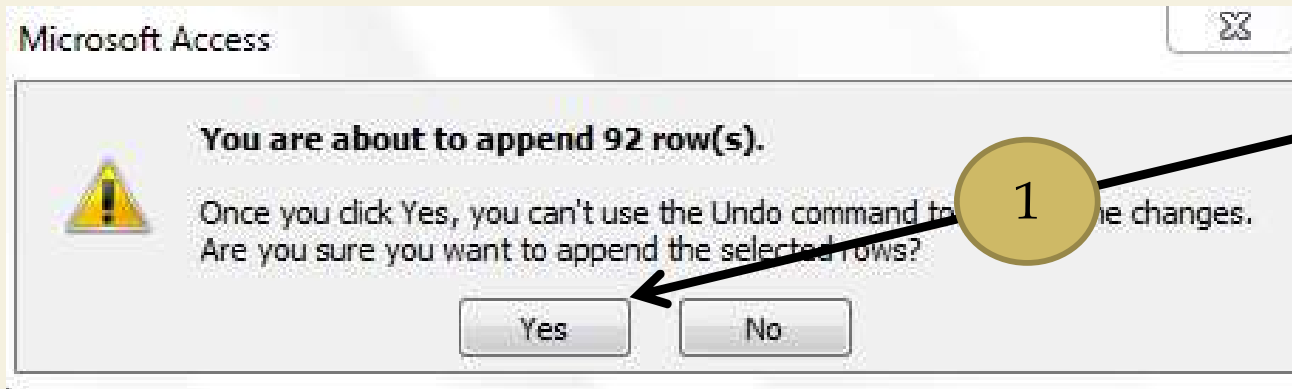 Microsoft Access
You are about to append 92 row(s).
Once you click Yes, you can't use the Undo command to changes.
Are you sure you want to append the selected rows?
1
Yes No